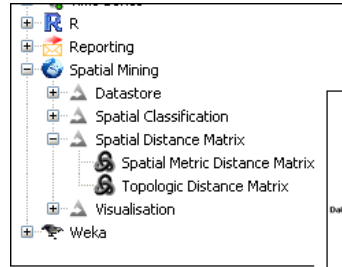 R
Reporting
Spatial Mining
Datastore
Spatial Classification
Spatial Distance Matrix
Spatial Metric Distance Matrix
Topologic Distance Matrix
Visualisation
Weka